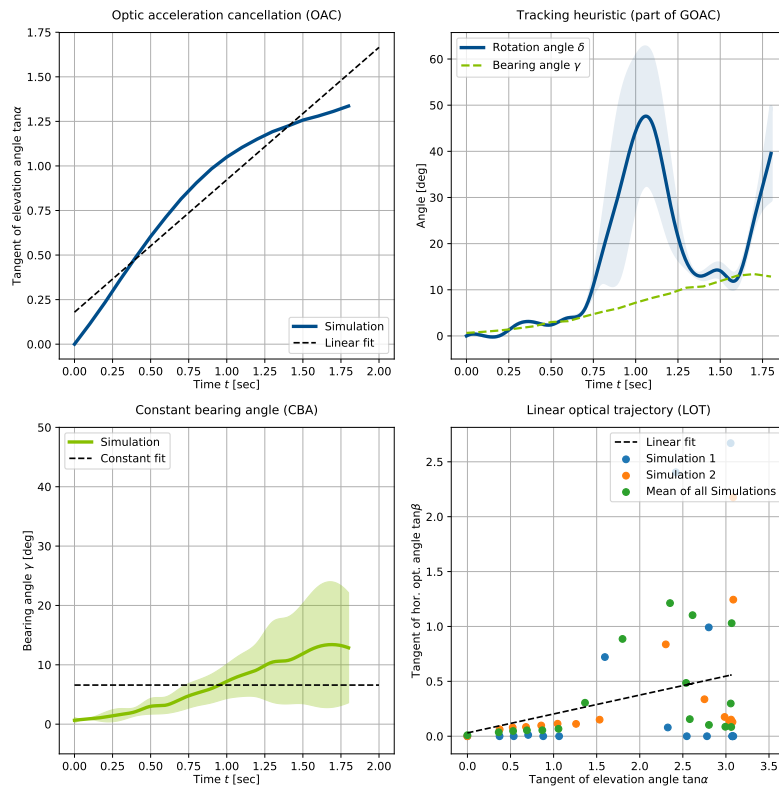 Optic acceleration cancellation (OAC)
1.75
1.50
1.25
1.00
0.75
0.50
0.25
0.00
Tangent of elevation angle tanα
Simulation
Linear fit
0.00 0.25 0.50 0.75 1.00 1.25 1.50 1.75 2.00
Time t [sec]
Tracking heuristic (part of GOAC)
Rotation angle δ
Bearing angle γ
60
50
40
30
20
10
0
Angle [deg]
0.00 0.25 0.50 0.75 1.00 1.25 1.50 1.75
Time t [sec]
Constant bearing angle (CBA)
Simulation
Constant fit
50
40
30
20
10
0
Bearing angle γ [deg]
0.00 0.25 0.50 0.75 1.00 1.25 1.50 1.75 2.00
Time t [sec]
Linear optical trajectory (LOT)
Linear fit
Simulation 1
Simulation 2
Mean of all Simulations
2.5
2.0
1.5
1.0
0.5
0.0
Tangent of hor. opt. angle tanβ
0.0 0.5 1.0 1.5 2.0 2.5 3.0 3.5
Tangent of elevation angle tanα